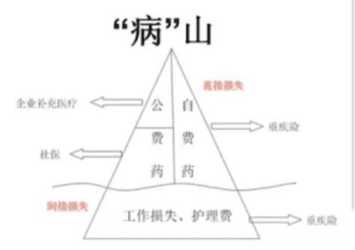 “病”山
直接损失
企业补充医疗
公费药
自费药
重疾险
社保
间接损失
工作损失、护理费
重疾险